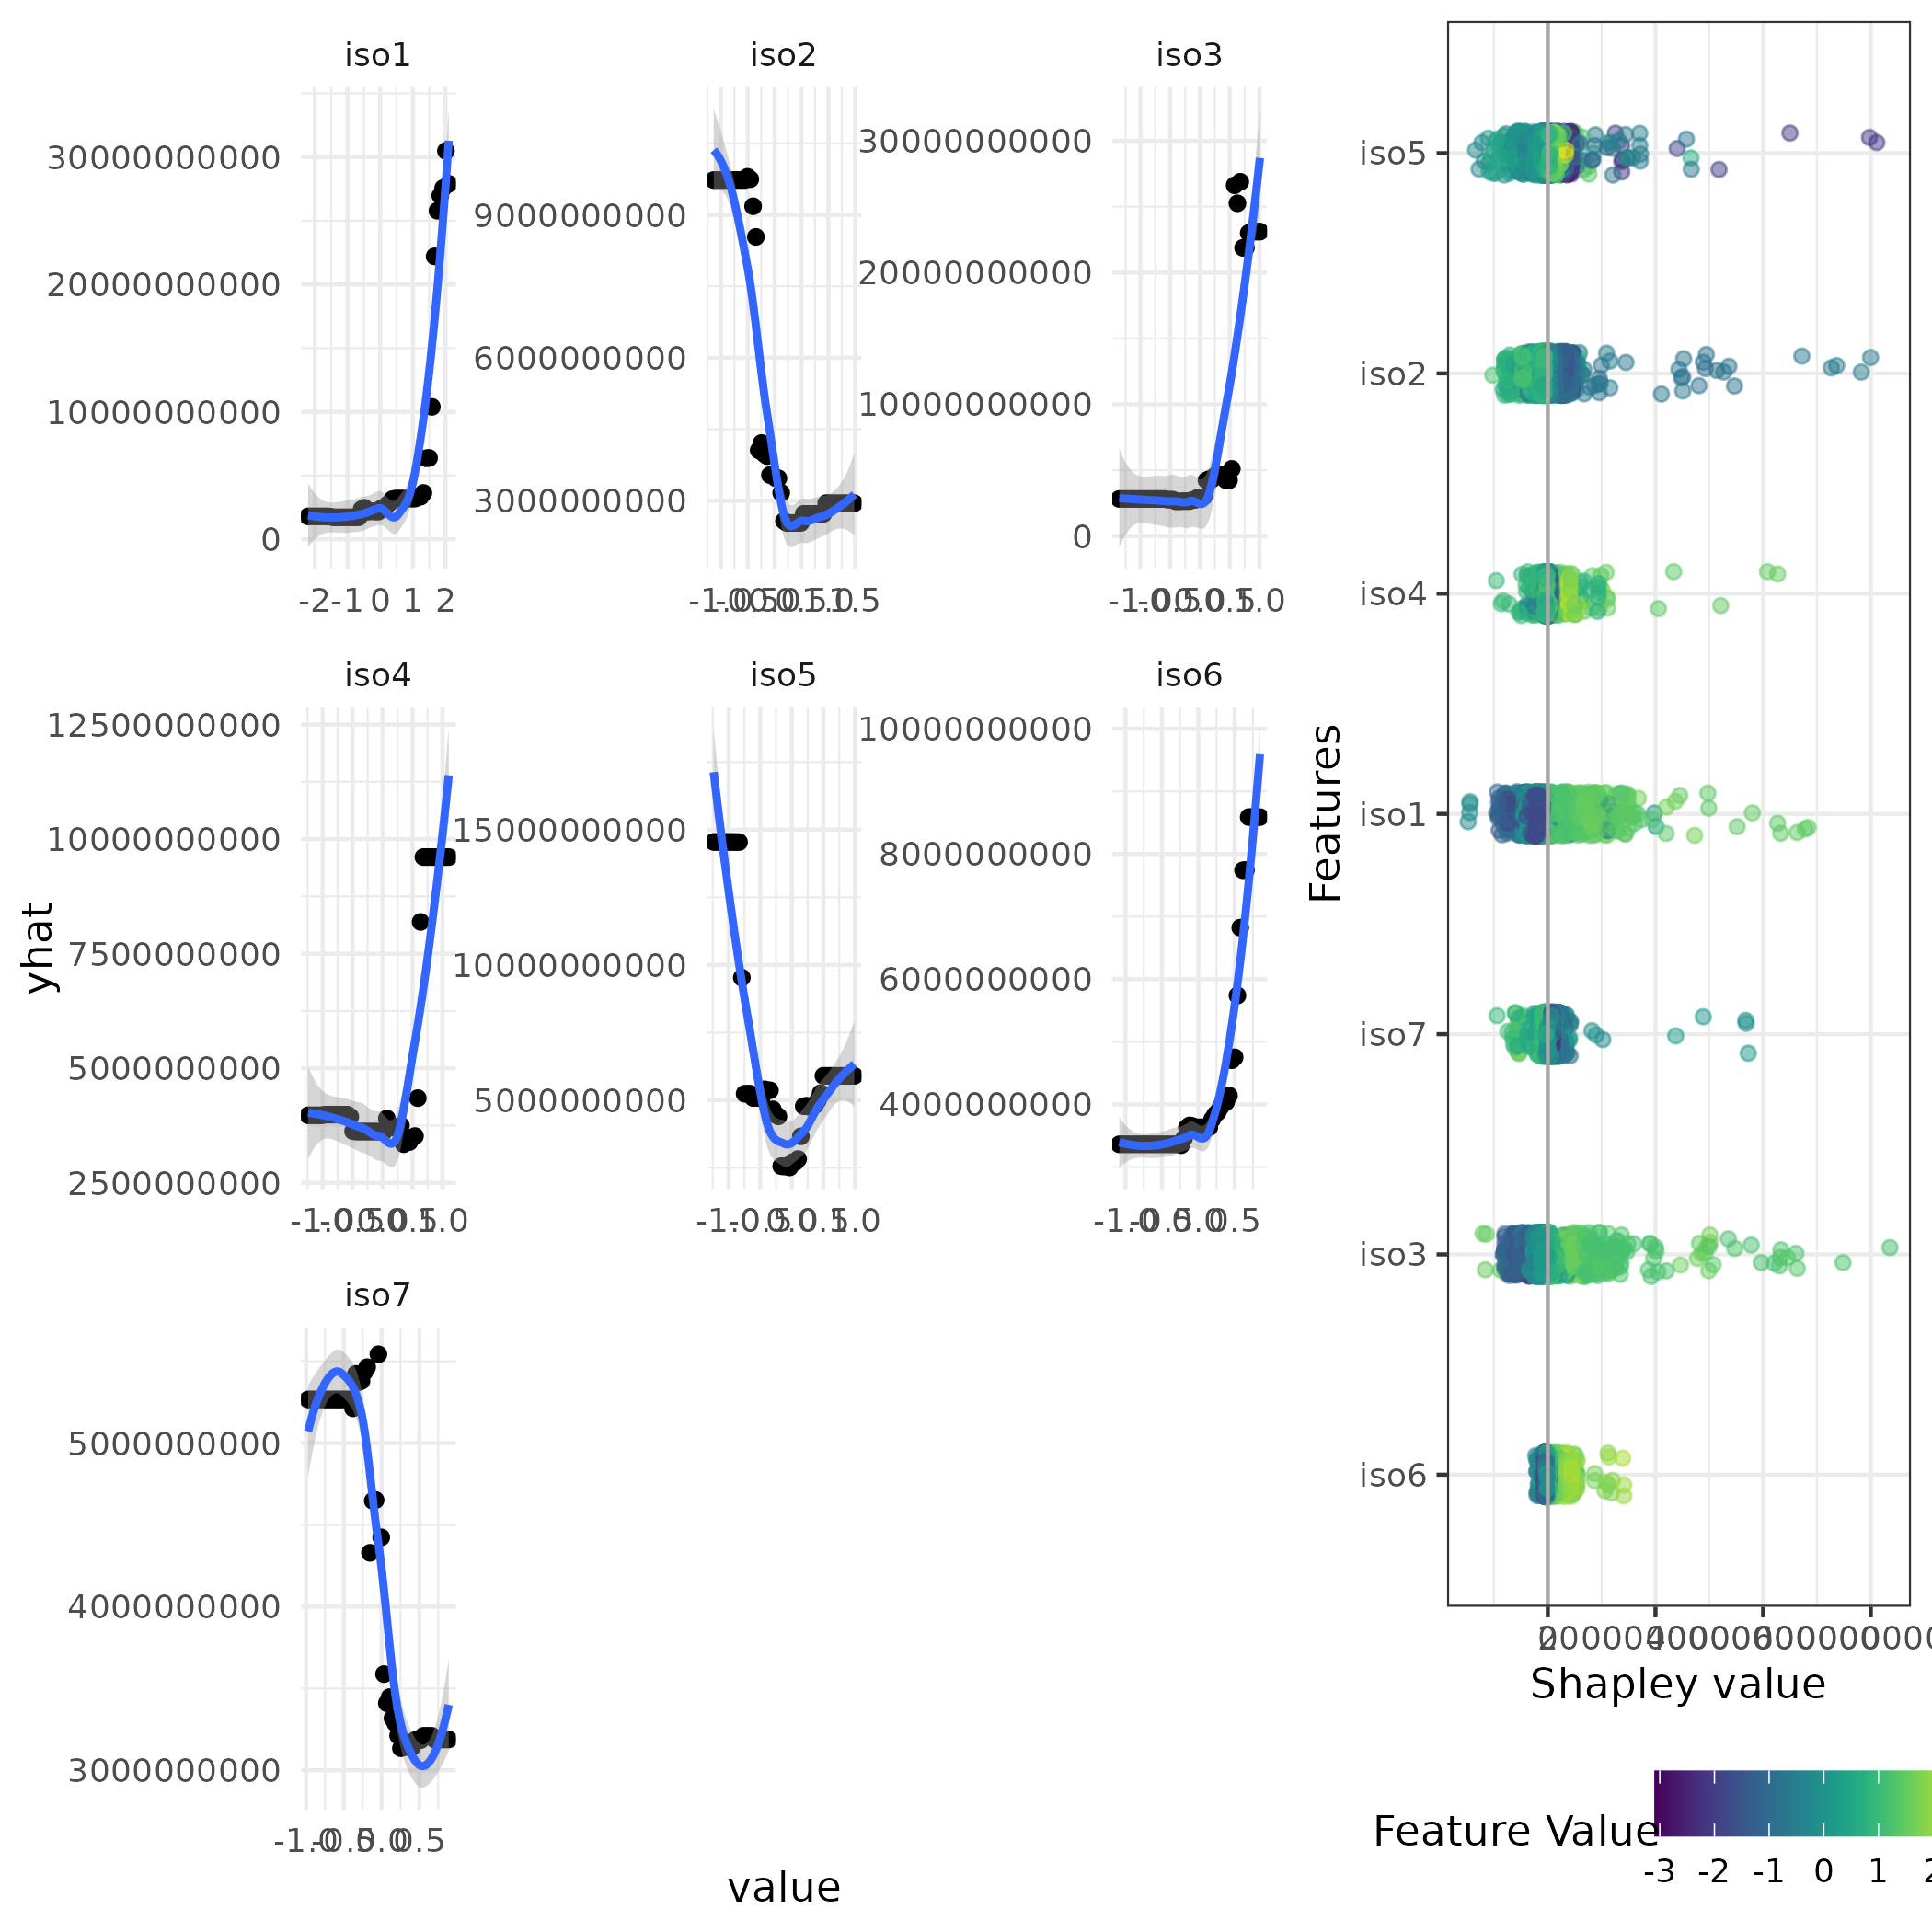 iso1
iso2
iso3
30000000000
20000000000
10000000000
0
9000000000
6000000000
3000000000
30000000000
20000000000
10000000000
0
-2 -1 0 1 2
iso4
iso5
iso6
12500000000
10000000000
7500000000
5000000000
2500000000
15000000000
10000000000
5000000000
10000000000
8000000000
6000000000
4000000000
iso7
5000000000
4000000000
3000000000
yhat
value
Features
iso5
iso2
iso4
iso1
iso7
iso3
iso6
Shapley value
Feature Value
-3 -2 -1 0 1 2